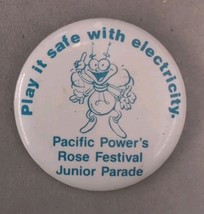 Play it safe with electricity.
Pacific Power's
Rose Festival
Junior Parade